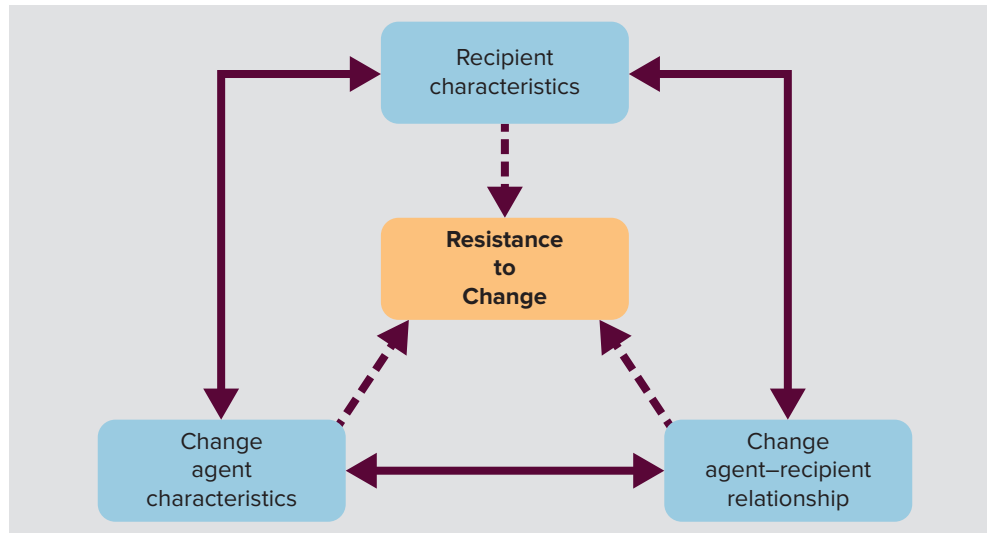 Recipient
characteristics
Resistance
to
Change
Change
agent
characteristics
Change
agent–recipient
relationship